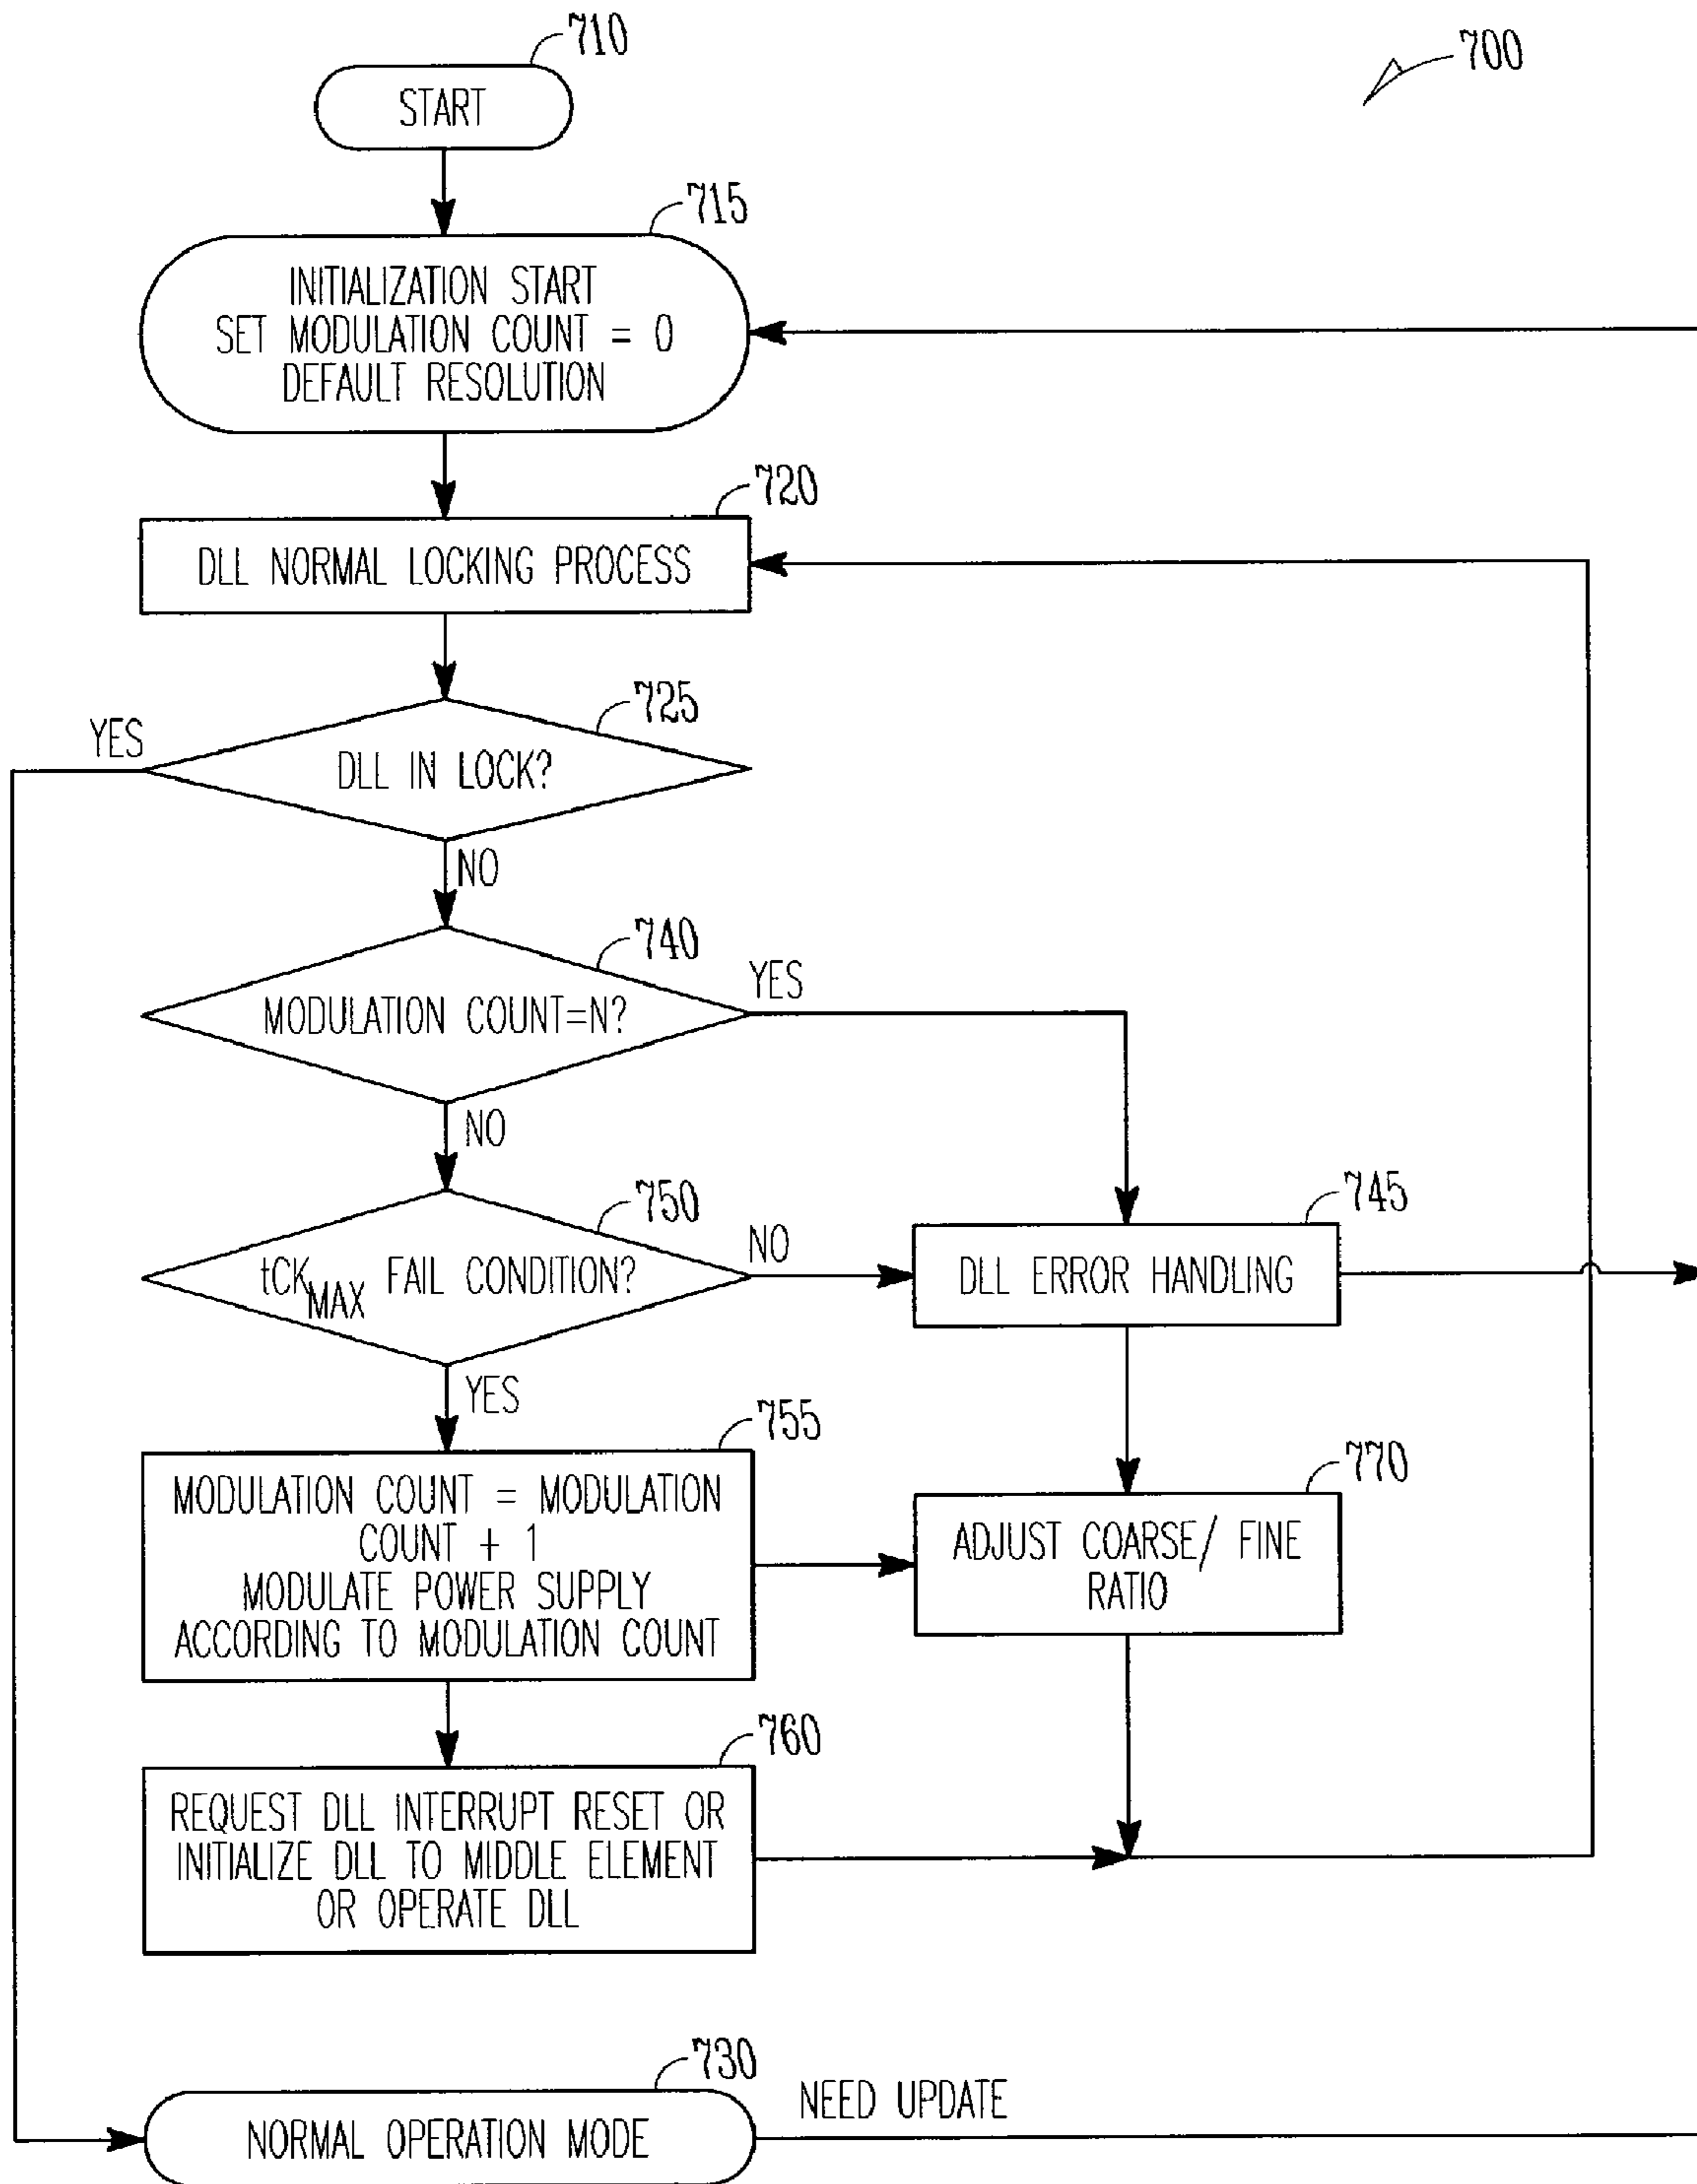 710
700
START
715
INITIALIZATION START
SET MODULATION COUNT = 0
DEFAULT RESOLUTION
720
DLL NORMAL LOCKING PROCESS
725
YES
DLL IN LOCK?
NO
740
YES
MODULATION COUNT=N?
NO
750
NO
tCKMAX FAIL CONDITION?
745
DLL ERROR HANDLING
YES
755
MODULATION COUNT = MODULATION
COUNT + 1
MODULATE POWER SUPPLY
ACCORDING TO MODULATION COUNT
770
ADJUST COARSE/ FINE
RATIO
760
REQUEST DLL INTERRUPT RESET OR
INITIALIZE DLL TO MIDDLE ELEMENT
OR OPERATE DLL
730
NORMAL OPERATION MODE
NEED UPDATE